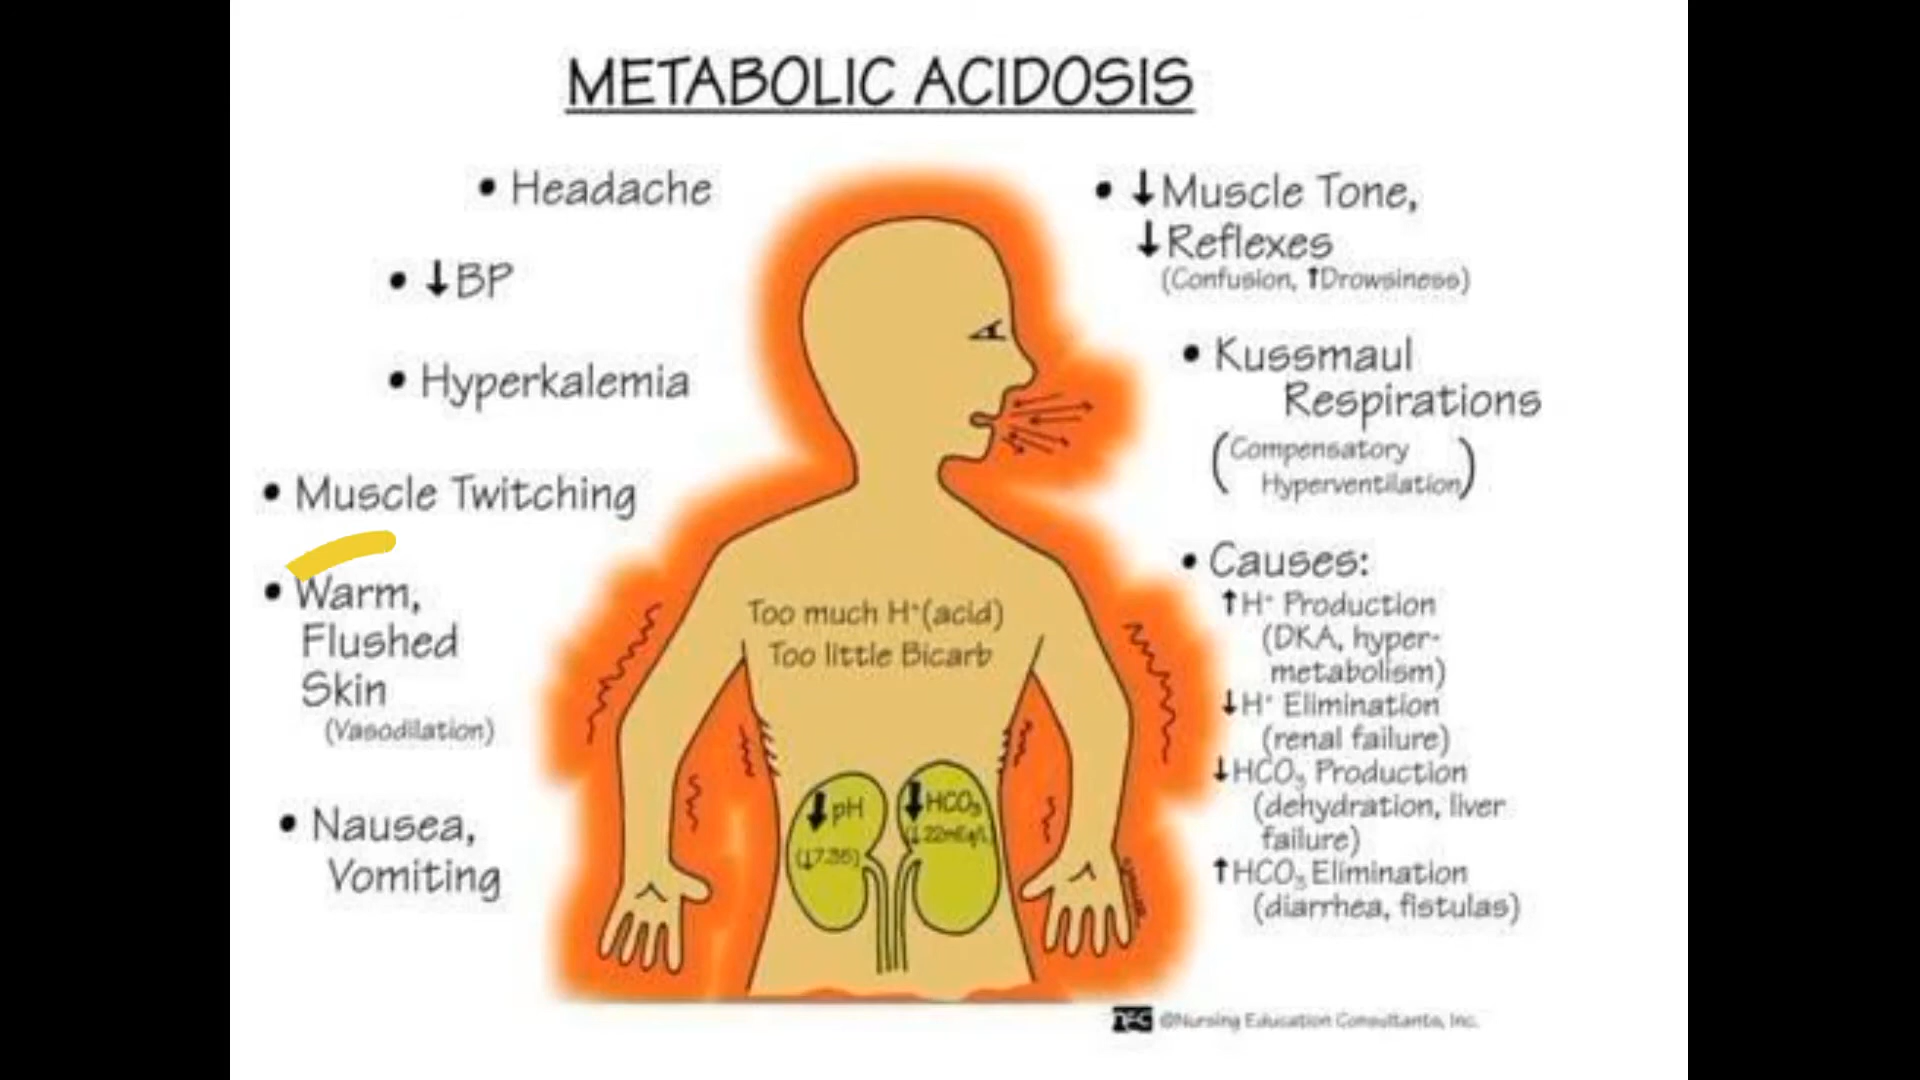 METABOLIC ACIDOSIS
• Headache
• ↓BP
• Hyperkalemia
• Muscle Twitching
• Warm,
Flushed
Skin
(Vasodilation)
• Nausea,
Vomiting
Too much H⁺(acid)
Too little Bicarb
↓pH
(↓7.35)
↓HCO₃
(↓22mEq/L)
• ↓Muscle Tone,
↓Reflexes
(Confusion, ↑Drowsiness)
• Kussmaul
Respirations
(Compensatory
Hyperventilation)
• Causes:
↑H⁺ Production
(DKA, hyper-
metabolism)
↓H⁺ Elimination
(renal failure)
↓HCO₃ Production
(dehydration, liver
failure)
↑HCO₃ Elimination
(diarrhea, fistulas)
nec ©Nursing Education Consultants, Inc.